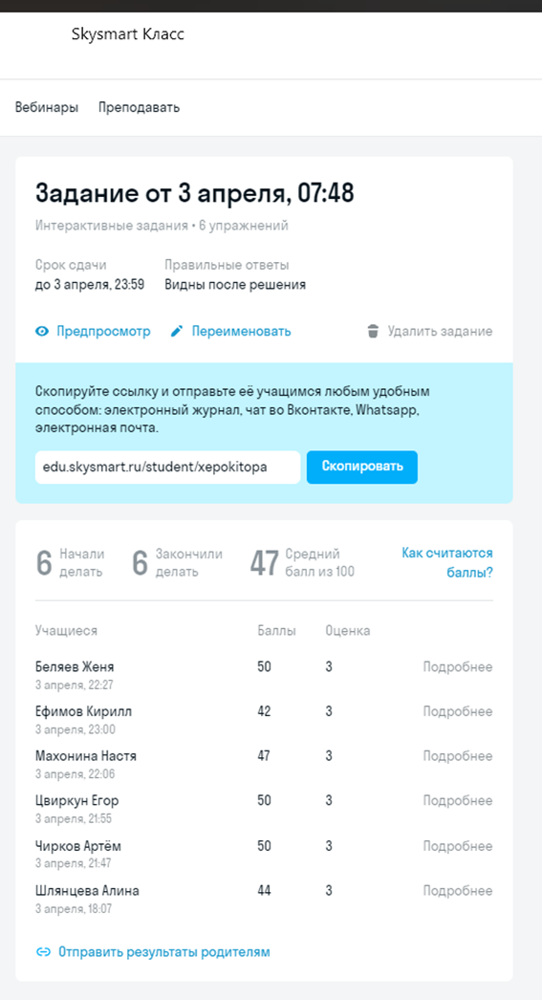 Skysmart Класс
Вебинары Преподавать
Задание от 3 апреля, 07:48
Интерактивные задания • 6 упражнений
Срок сдачи Правильные ответы
до 3 апреля, 23:59 Видны после решения
Предпросмотр Переименовать Удалить задание
Скопируйте ссылку и отправьте её учащимся любым удобным
способом: электронный журнал, чат во Вконтакте, Whatsapp,
электронная почта.
edu.skysmart.ru/student/xepokitopa Скопировать
6 Начали делать 6 Закончили делать 47 Средний балл из 100 Как считаются баллы?
Учащиеся Баллы Оценка
Беляев Женя 50 3 Подробнее
3 апреля, 22:27
Ефимов Кирилл 42 3 Подробнее
3 апреля, 23:00
Махонина Настя 47 3 Подробнее
3 апреля, 22:06
Цвиркун Егор 50 3 Подробнее
3 апреля, 21:55
Чирков Артём 50 3 Подробнее
3 апреля, 21:47
Шлянцева Алина 44 3 Подробнее
3 апреля, 18:07
Отправить результаты родителям